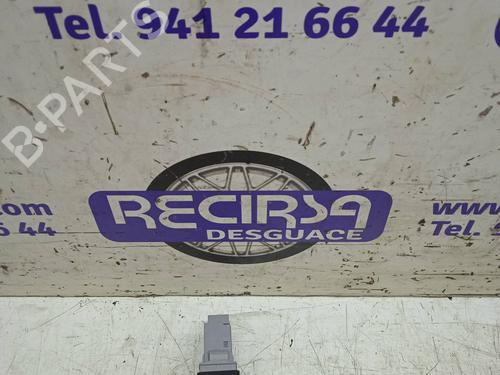 Tel. 941 21 66 44
B-PARTS
.com
6 44
RECIRSA
DESGUACE
www.
Tel.